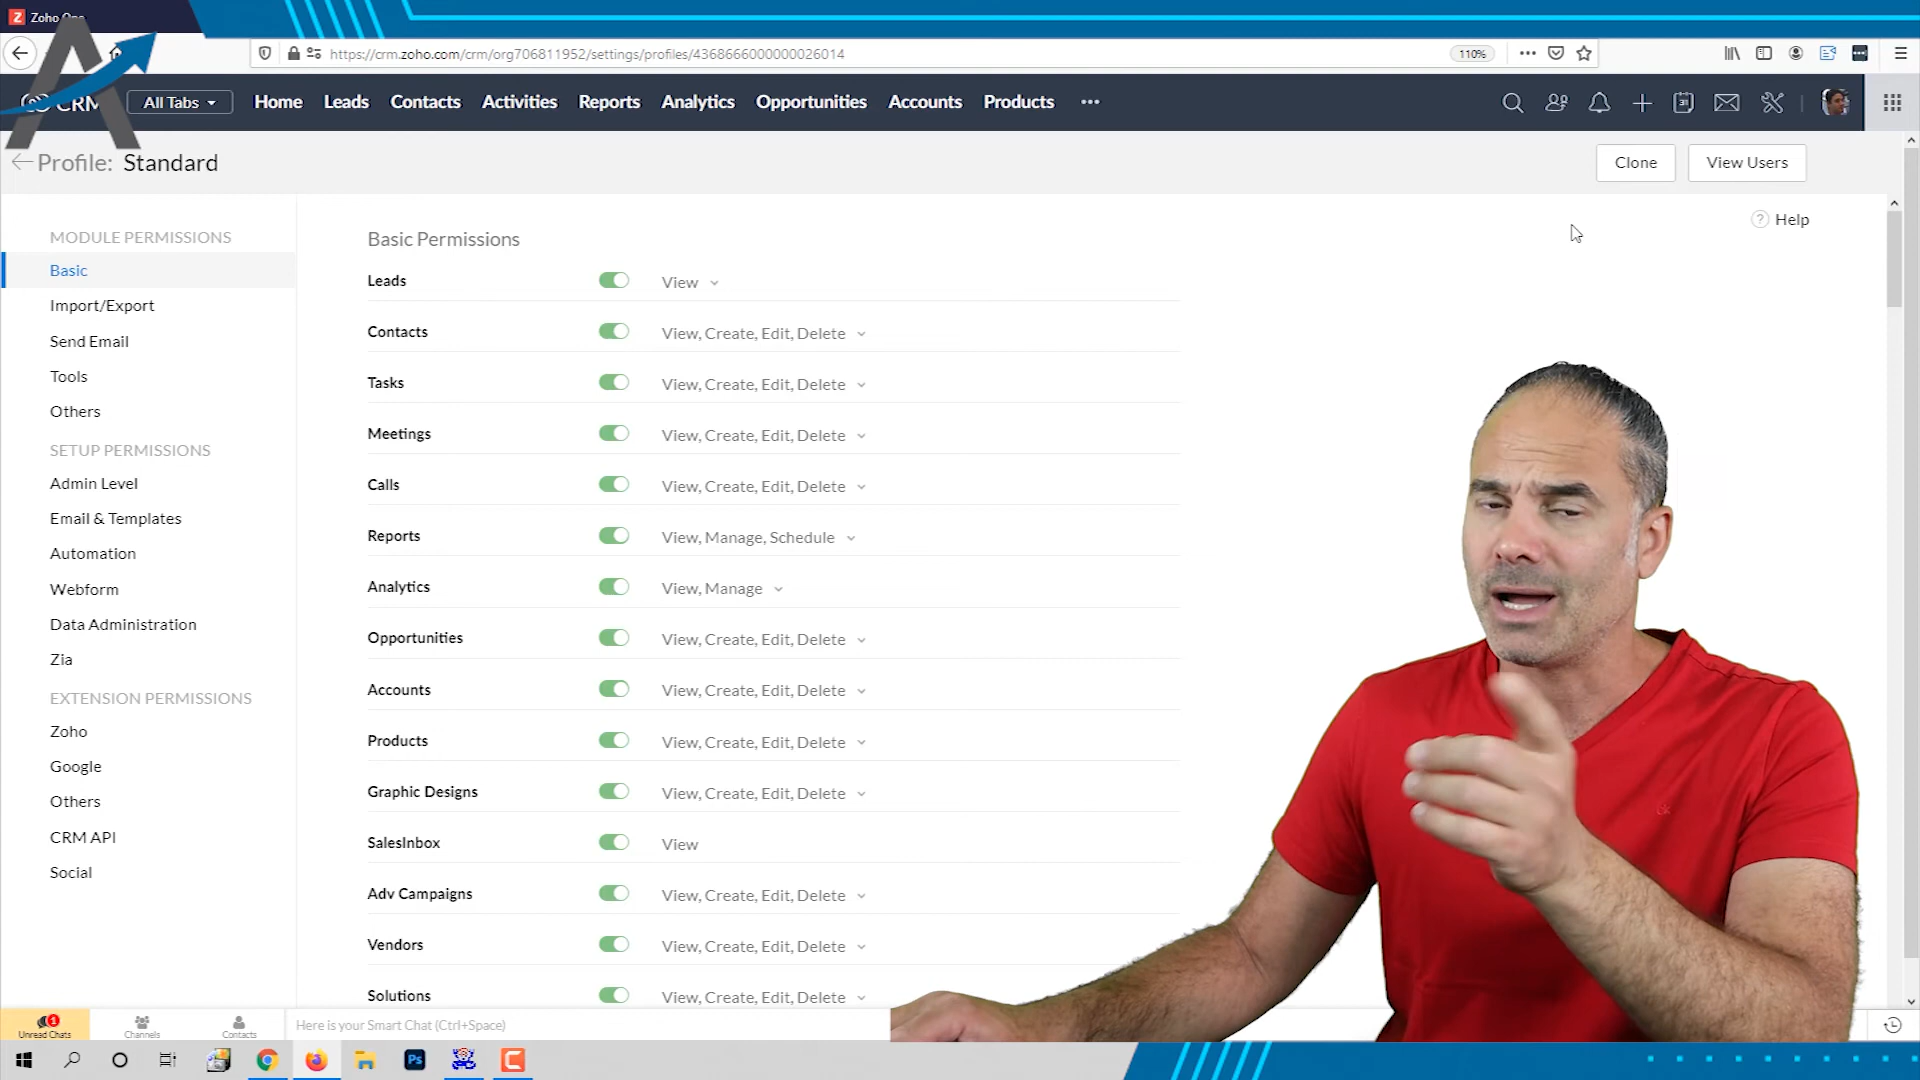 Z Zoho One
https://crm.zoho.com/crm/org706811952/settings/profiles/4368666000000026014
110%
CRM
All Tabs
Home Leads Contacts Activities Reports Analytics Opportunities Accounts Products
31
Profile: Standard
Clone
View Users
? Help
MODULE PERMISSIONS
Basic
Import/Export
Send Email
Tools
Others
SETUP PERMISSIONS
Admin Level
Email & Templates
Automation
Webform
Data Administration
Zia
EXTENSION PERMISSIONS
Zoho
Google
Others
CRM API
Social
Basic Permissions
Leads View
Contacts View, Create, Edit, Delete
Tasks View, Create, Edit, Delete
Meetings View, Create, Edit, Delete
Calls View, Create, Edit, Delete
Reports View, Manage, Schedule
Analytics View, Manage
Opportunities View, Create, Edit, Delete
Accounts View, Create, Edit, Delete
Products View, Create, Edit, Delete
Graphic Designs View, Create, Edit, Delete
SalesInbox View
Adv Campaigns View, Create, Edit, Delete
Vendors View, Create, Edit, Delete
Solutions View, Create, Edit, Delete
1
Unread Chats
Channels
Contacts
Here is your Smart Chat (Ctrl+Space)
Ps